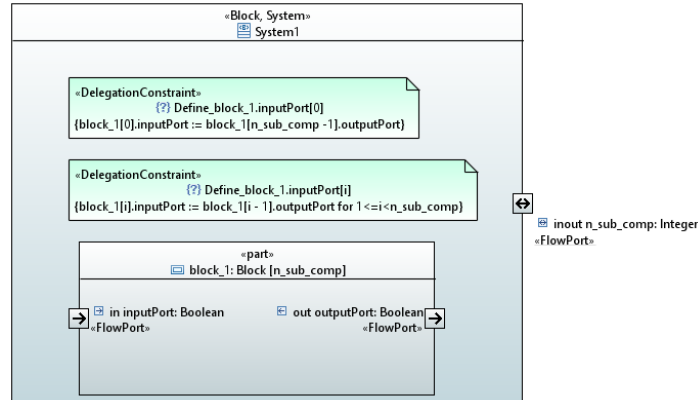 «Block, System»
System1
«DelegationConstraint»
{?} Define_block_1.inputPort[0]
{block_1[0].inputPort := block_1[n_sub_comp -1].outputPort}
«DelegationConstraint»
{?} Define_block_1.inputPort[i]
{block_1[i].inputPort := block_1[i - 1].outputPort for 1<=i<n_sub_comp}
inout n_sub_comp: Integer
«FlowPort»
«part»
block_1: Block [n_sub_comp]
in inputPort: Boolean
«FlowPort»
out outputPort: Boolean
«FlowPort»